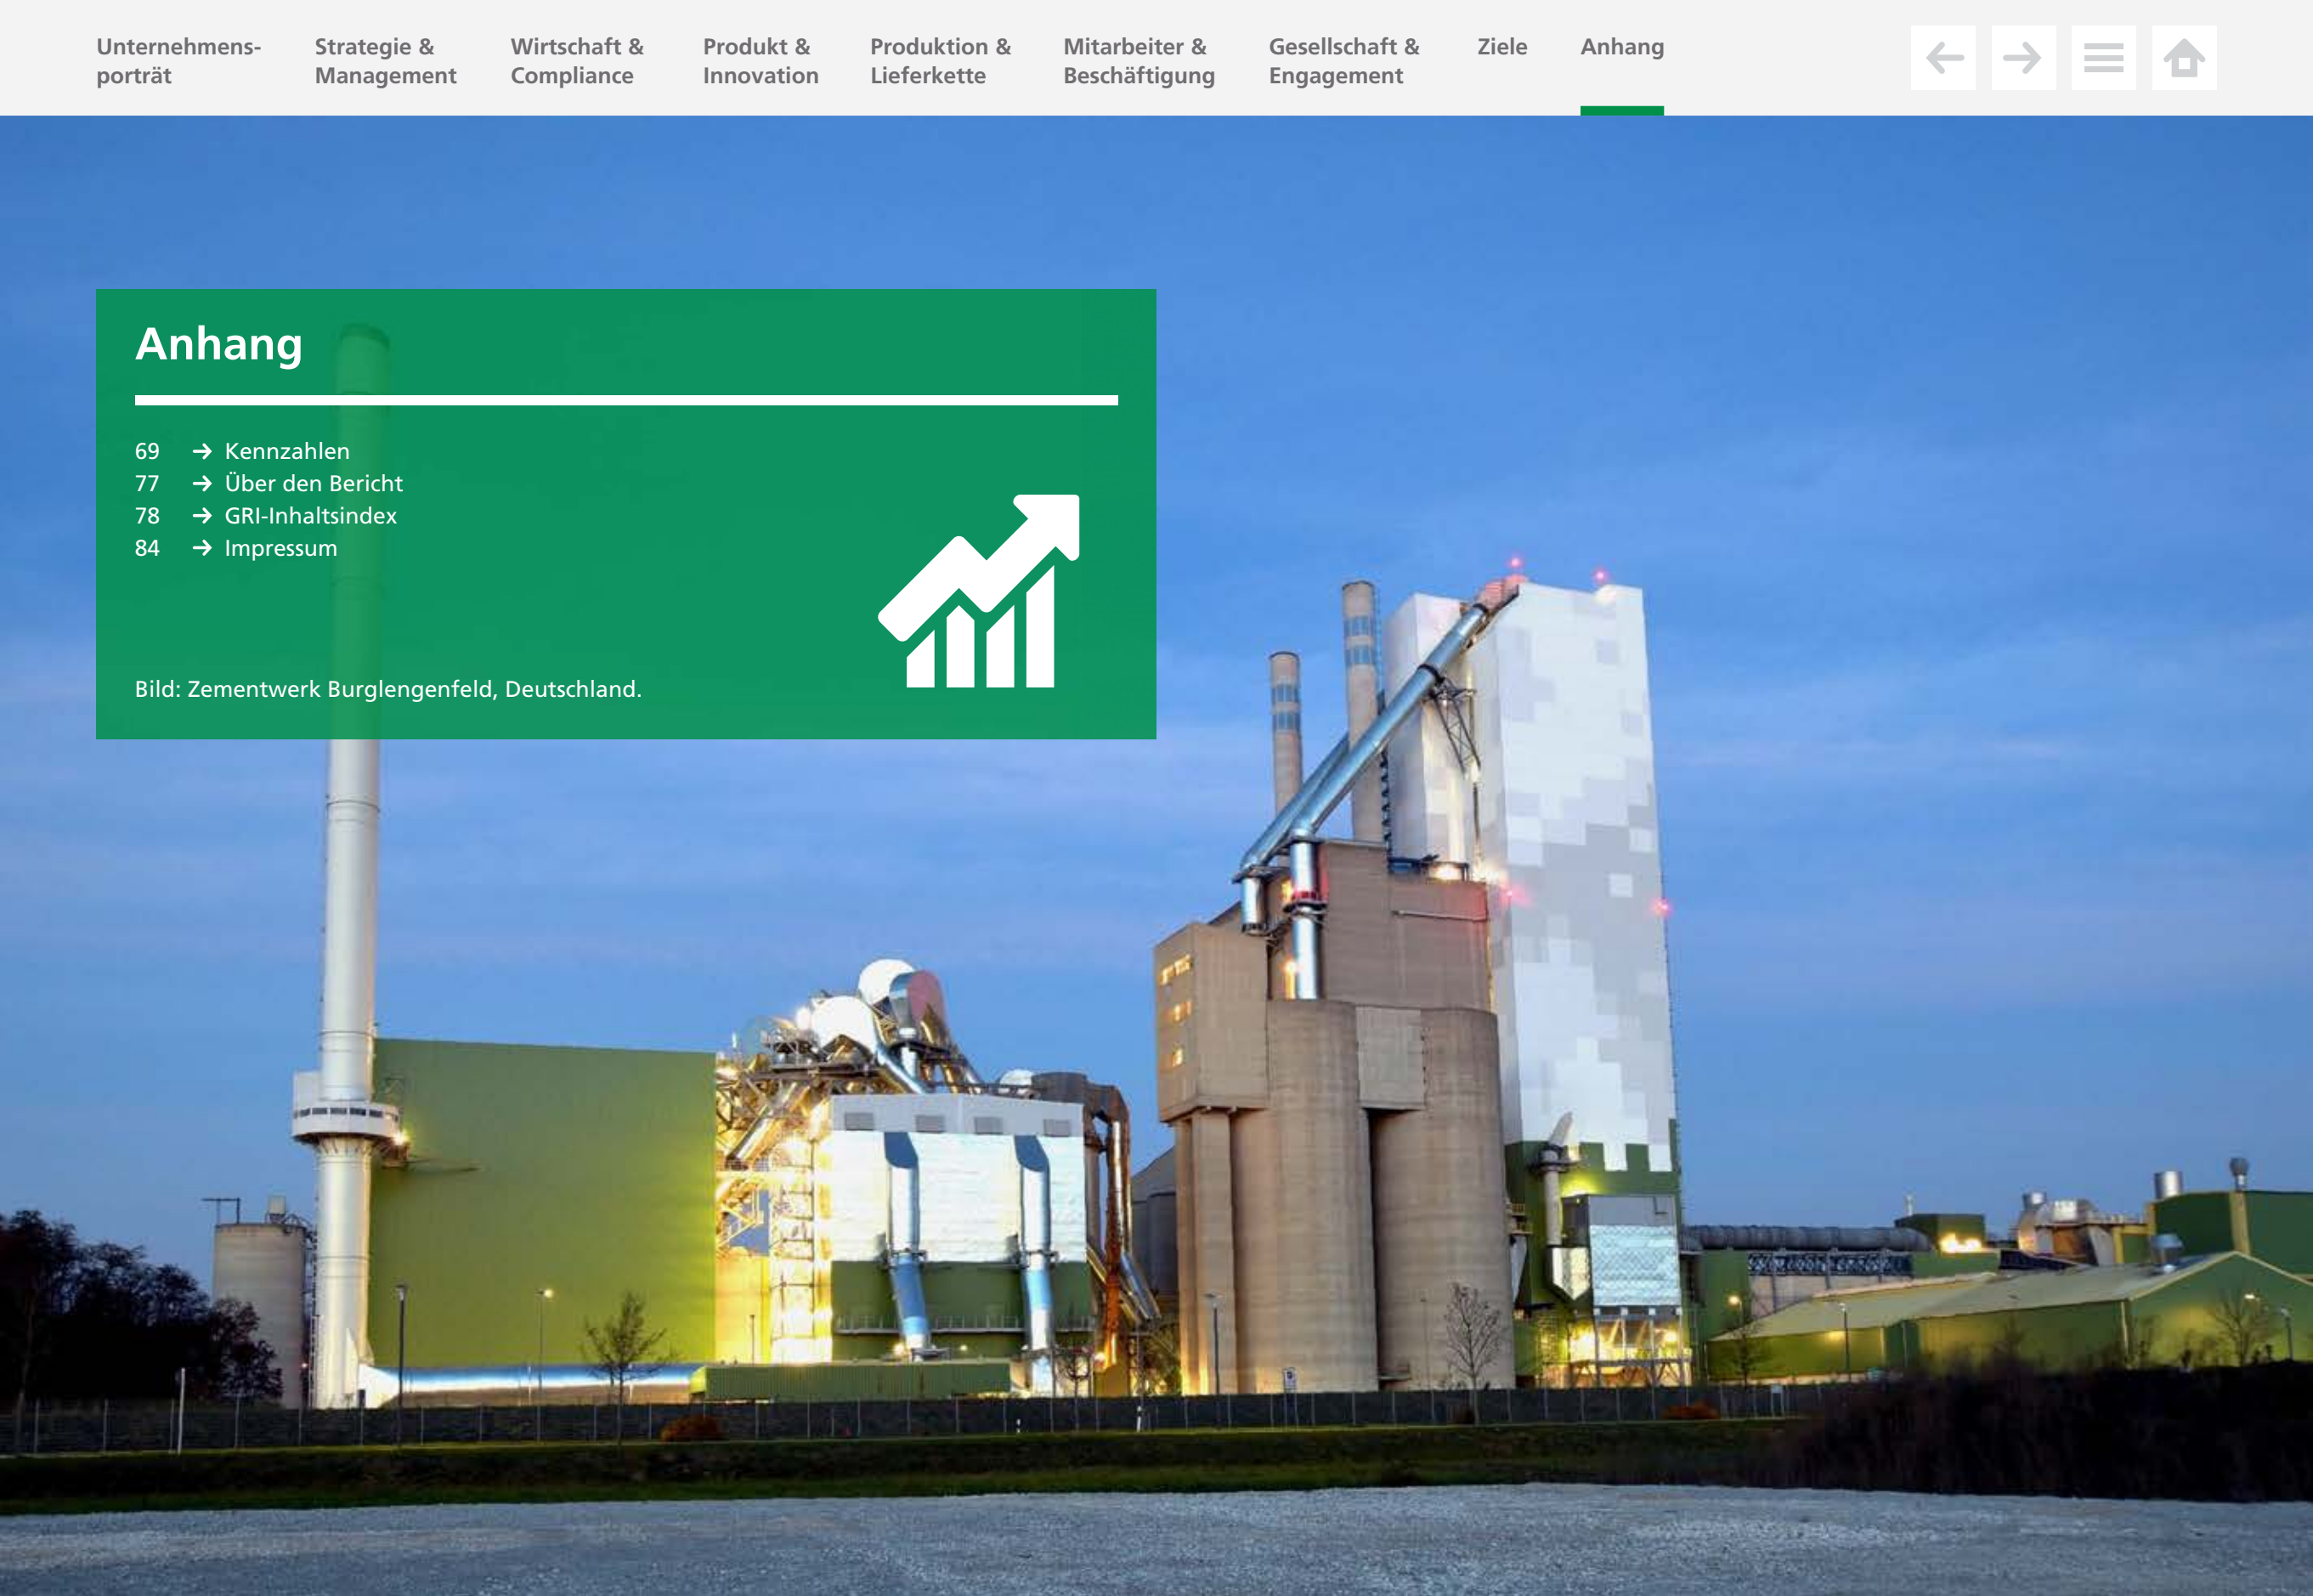 Unternehmens-
porträt
Strategie &
Management
Wirtschaft &
Compliance
Produkt &
Innovation
Produktion &
Lieferkette
Mitarbeiter &
Beschäftigung
Gesellschaft &
Engagement
Ziele
Anhang
Anhang
69 → Kennzahlen
77 → Über den Bericht
78 → GRI-Inhaltsindex
84 → Impressum
Bild: Zementwerk Burglengenfeld, Deutschland.